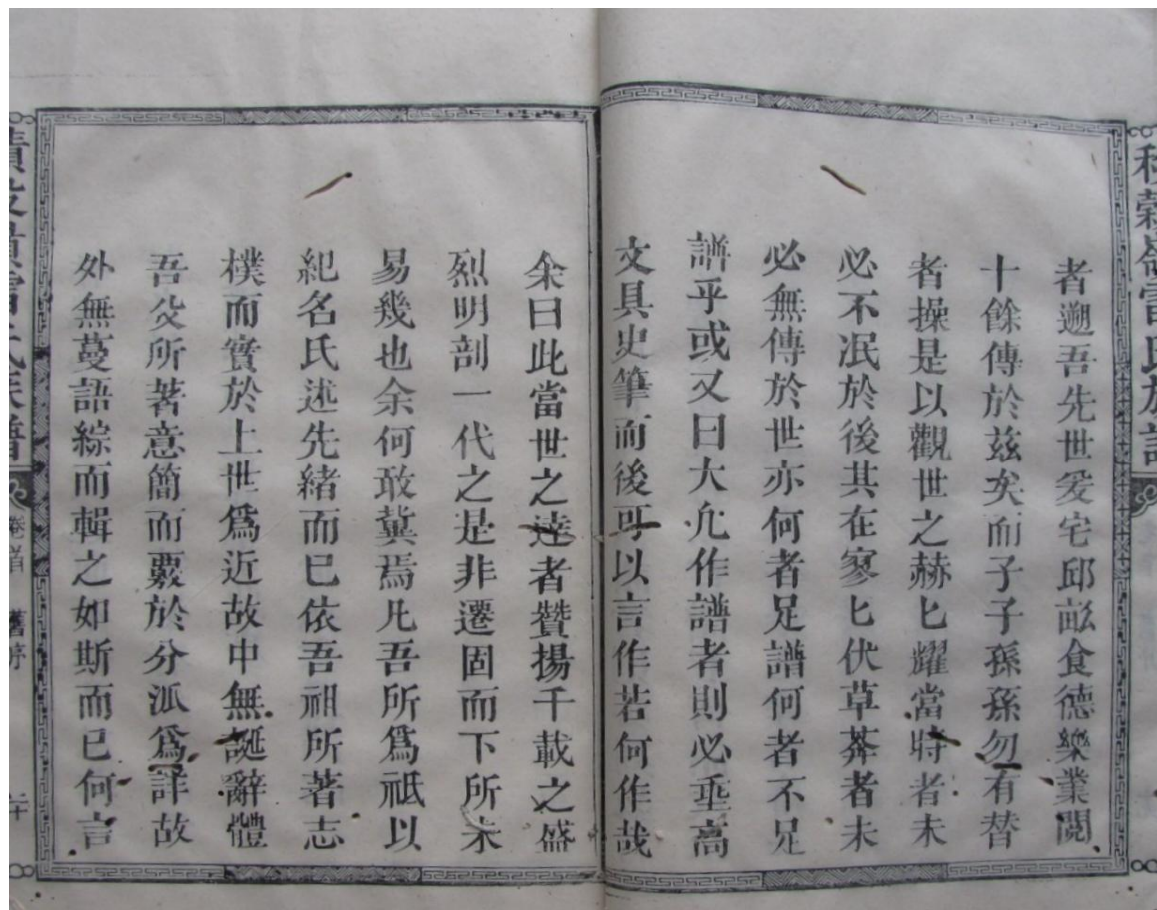 者遡吾先世爰宅邱畝食德樂業閱
十餘傳於兹矣而子子孫孫勿有替
者操是以觀世之赫匕耀當時者未
必不泯於後其在寥匕伏草莽者未
必無傳於世亦何者足譜何者不足
譜乎或又曰大凡作譜者則必垂高
文具史筆而後可以言作若何作哉
余曰此當世之逹者贊揚千載之盛
烈明剖一代之是非遷固而下所未
易幾也余何敢冀焉凡吾所爲祗以
紀名氏述先緒而已依吾祖所著志
樸而實於上世爲近故中無誕辭體
吾父所著意簡而覈於分派爲詳故
外無蔓語綜而輯之如斯而已何言
卷首
舊序